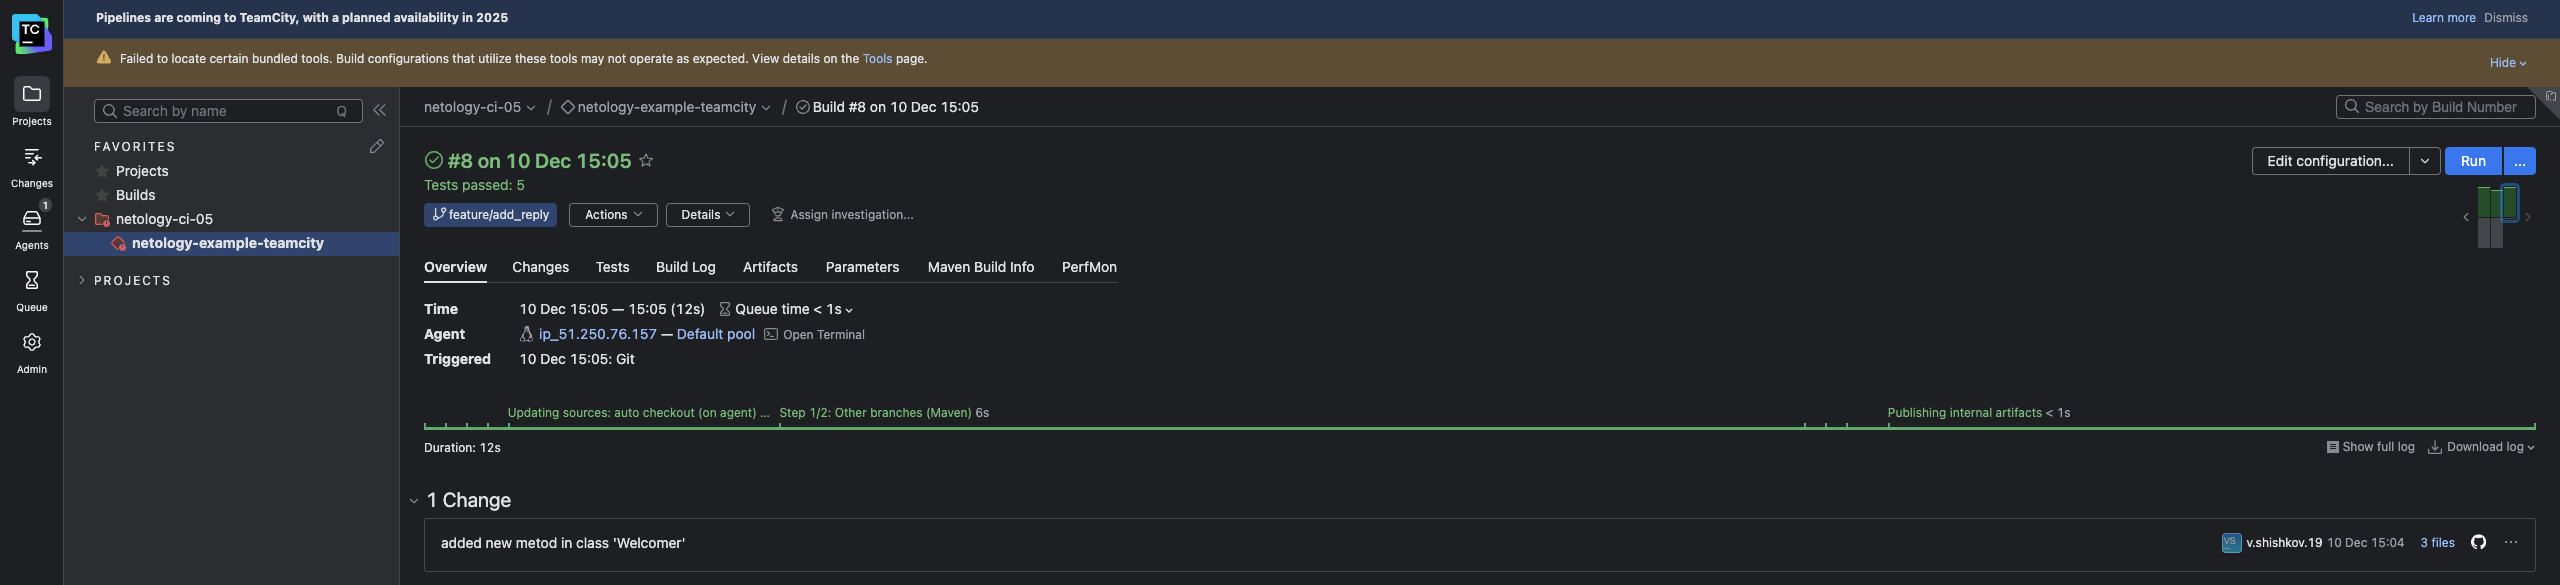 Pipelines are coming to TeamCity, with a planned availability in 2025
Learn more Dismiss
TC
Failed to locate certain bundled tools. Build configurations that utilize these tools may not operate as expected. View details on the Tools page.
Hide
Projects
Changes
1
Agents
Queue
Admin
Search by name Q
FAVORITES
Projects
Builds
netology-ci-05
netology-example-teamcity
PROJECTS
netology-ci-05 / netology-example-teamcity / Build #8 on 10 Dec 15:05
Search by Build Number
#8 on 10 Dec 15:05
Edit configuration... Run ...
Tests passed: 5
feature/add_reply Actions Details Assign investigation...
Overview Changes Tests Build Log Artifacts Parameters Maven Build Info PerfMon
Time 10 Dec 15:05 — 15:05 (12s) Queue time < 1s
Agent ip_51.250.76.157 — Default pool Open Terminal
Triggered 10 Dec 15:05: Git
Updating sources: auto checkout (on agent) ... Step 1/2: Other branches (Maven) 6s Publishing internal artifacts < 1s
Duration: 12s
Show full log Download log
1 Change
added new metod in class 'Welcomer'
VS v.shishkov.19 10 Dec 15:04 3 files ...